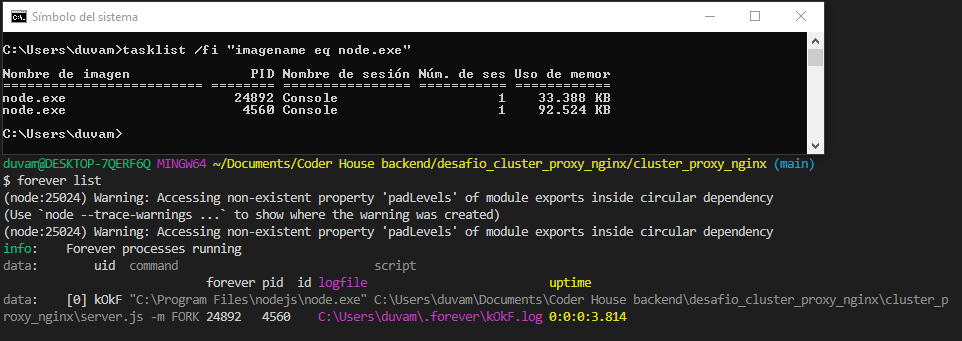 Símbolo del sistema
C:\Users\duvam>tasklist /fi "imagename eq node.exe"
Nombre de imagen                     PID Nombre de sesión Núm. de ses Uso de memor
========================= ======== ================ =========== ============
node.exe                     24892 Console                    1    33.388 KB
node.exe                      4560 Console                    1    92.524 KB
C:\Users\duvam>
duvam@DESKTOP-7QERF6Q MINGW64 ~/Documents/Coder House backend/desafio_cluster_proxy_nginx/cluster_proxy_nginx (main)
$ forever list
(node:25024) Warning: Accessing non-existent property 'padLevels' of module exports inside circular dependency
(Use `node --trace-warnings ...` to show where the warning was created)
(node:25024) Warning: Accessing non-existent property 'padLevels' of module exports inside circular dependency
info:    Forever processes running
data:        uid  command                             script
forever pid  id logfile                          uptime
data:    [0] kOkF "C:\Program Files\nodejs\node.exe" C:\Users\duvam\Documents\Coder House backend\desafio_cluster_proxy_nginx\cluster_p
roxy_nginx\server.js -m FORK 24892   4560    C:\Users\duvam\.forever\kOkF.log 0:0:0:3.814